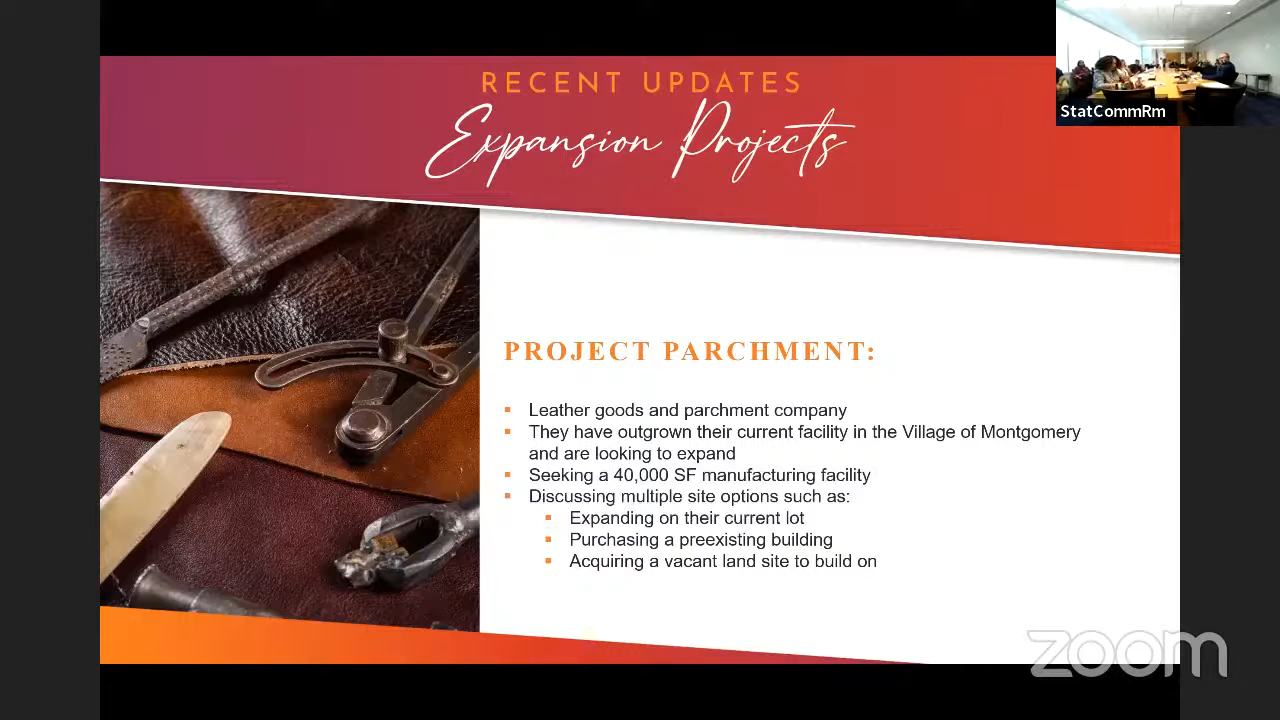 RECENT UPDATES
Expansion Projects
StatCommRm
PROJECT PARCHMENT:
▪ Leather goods and parchment company
▪ They have outgrown their current facility in the Village of Montgomery
and are looking to expand
▪ Seeking a 40,000 SF manufacturing facility
▪ Discussing multiple site options such as:
▪ Expanding on their current lot
▪ Purchasing a preexisting building
▪ Acquiring a vacant land site to build on
zoom